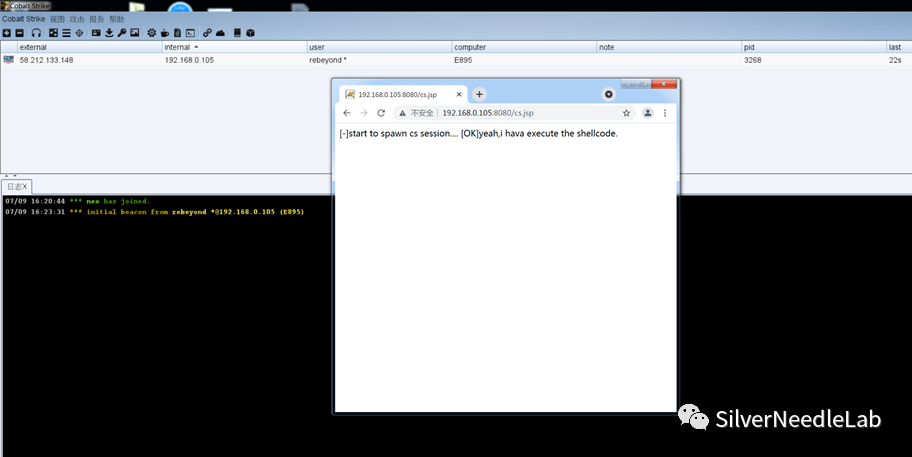 Cobalt Strike
Cobalt Strike 视图 攻击 报告 帮助
external internal user computer note pid last
58.212.133.148 192.168.0.105 rebeyond * E895 3268 22s
192.168.0.105:8080/cs.jsp
不安全 192.168.0.105:8080/cs.jsp
[-]start to spawn cs session.... [OK]yeah,i hava execute the shellcode.
日志X
07/09 16:20:44 *** neo has joined.
07/09 16:23:31 *** initial beacon from rebeyond *@192.168.0.105 (E895)
SilverNeedleLab